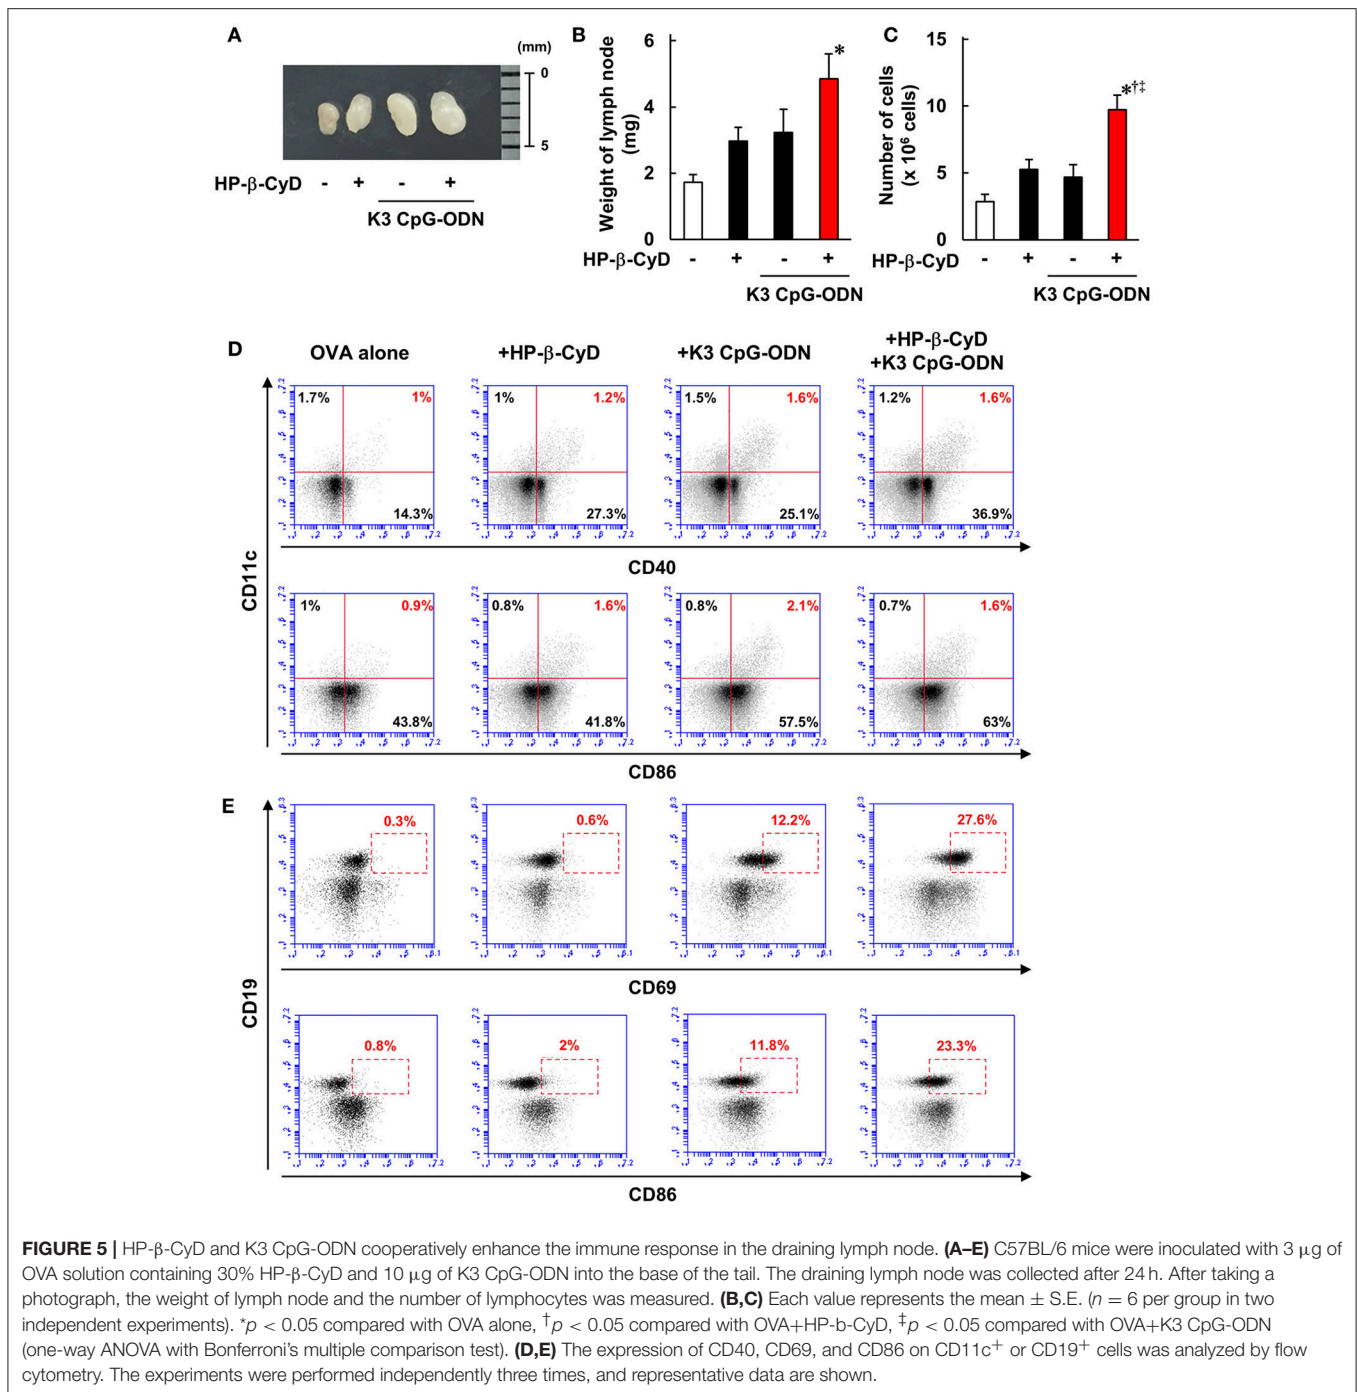 A
(mm)
0
5
HP-β-CyD - + - +
K3 CpG-ODN
B
Weight of lymph node
(mg)
6
4
2
0
*
HP-β-CyD - + - +
K3 CpG-ODN
C
Number of cells
(x 10⁶ cells)
15
10
5
0
*†‡
HP-β-CyD - + - +
K3 CpG-ODN
D
OVA alone
+HP-β-CyD
+K3 CpG-ODN
+HP-β-CyD
+K3 CpG-ODN
1.7% 1%
14.3%
1% 1.2%
27.3%
1.5% 1.6%
25.1%
1.2% 1.6%
36.9%
CD11c
CD40
1% 0.9%
43.8%
0.8% 1.6%
41.8%
0.8% 2.1%
57.5%
0.7% 1.6%
63%
CD86
E
0.3%
0.6%
12.2%
27.6%
CD19
CD69
0.8%
2%
11.8%
23.3%
CD86
FIGURE 5 | HP-β-CyD and K3 CpG-ODN cooperatively enhance the immune response in the draining lymph node. (A–E) C57BL/6 mice were inoculated with 3 μg of
OVA solution containing 30% HP-β-CyD and 10 μg of K3 CpG-ODN into the base of the tail. The draining lymph node was collected after 24 h. After taking a
photograph, the weight of lymph node and the number of lymphocytes was measured. (B,C) Each value represents the mean ± S.E. (n = 6 per group in two
independent experiments). *p < 0.05 compared with OVA alone, †p < 0.05 compared with OVA+HP-b-CyD, ‡p < 0.05 compared with OVA+K3 CpG-ODN
(one-way ANOVA with Bonferroni's multiple comparison test). (D,E) The expression of CD40, CD69, and CD86 on CD11c⁺ or CD19⁺ cells was analyzed by flow
cytometry. The experiments were performed independently three times, and representative data are shown.